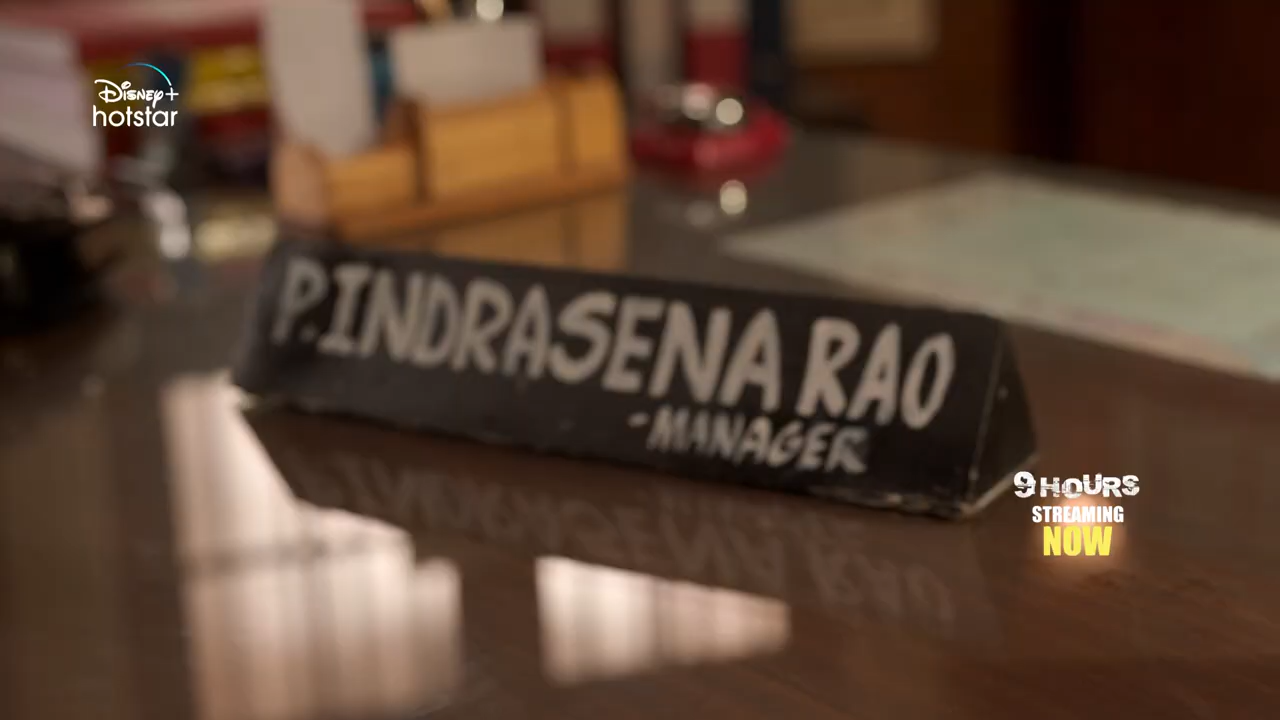 Disney+
hotstar
P. INDRASENA RAO
-MANAGER
9 HOURS
STREAMING
NOW